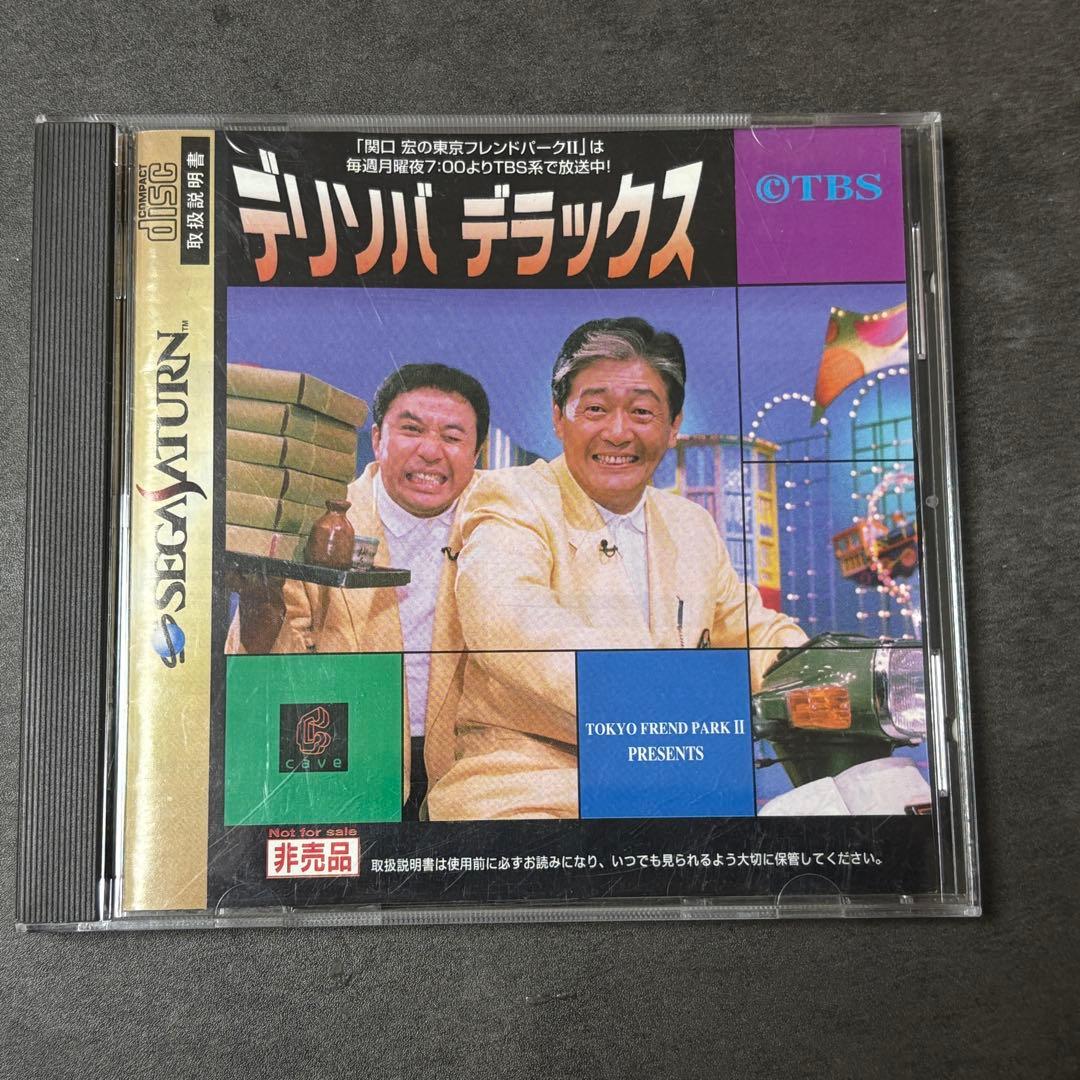 「関口 宏の東京フレンドパークII」は
毎週月曜夜7:00よりTBS系で放送中!
デリソバ デラックス
©TBS
COMPACT
disc
取扱説明書
SEGA SATURN™
cave
TOKYO FREND PARK II
PRESENTS
Not for sale
非売品
取扱説明書は使用前に必ずお読みになり、いつでも見られるよう大切に保管してください。